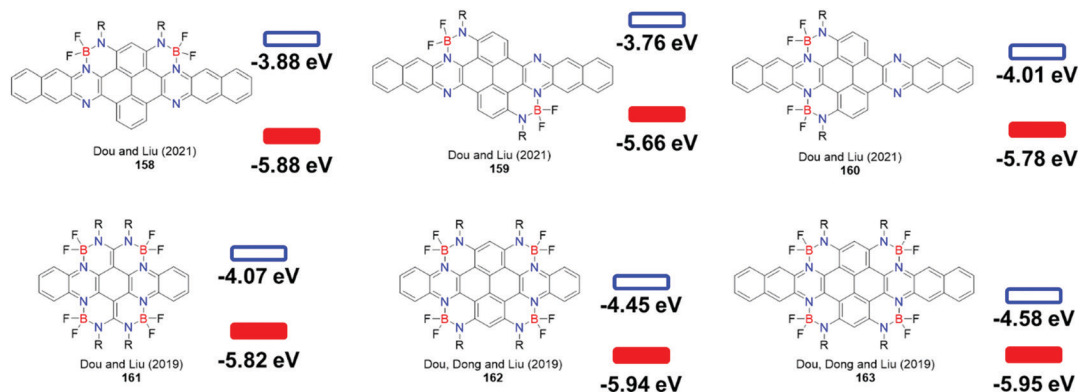 R R
F B N N B F
F F
N N
-3.88 eV
N N
-5.88 eV
Dou and Liu (2021)
158
R
F B N
F
N N
-3.76 eV
N N
B F
N F
R
-5.66 eV
Dou and Liu (2021)
159
R
F B N
F
N N
-4.01 eV
N N
F B
F N
R
-5.78 eV
Dou and Liu (2021)
160
R R
F B N N B F
F F
N N
-4.07 eV
N N
F B N N B F
F F
R R
-5.82 eV
Dou and Liu (2019)
161
R R
F B N N B F
F F
N N
-4.45 eV
N N
F B N N B F
F F
R R
Dou, Dong and Liu (2019)
162
-5.94 eV
R R
F B N N B F
F F
N N
-4.58 eV
N N
F B N N B F
F F
R R
Dou, Dong and Liu (2019)
163
-5.95 eV